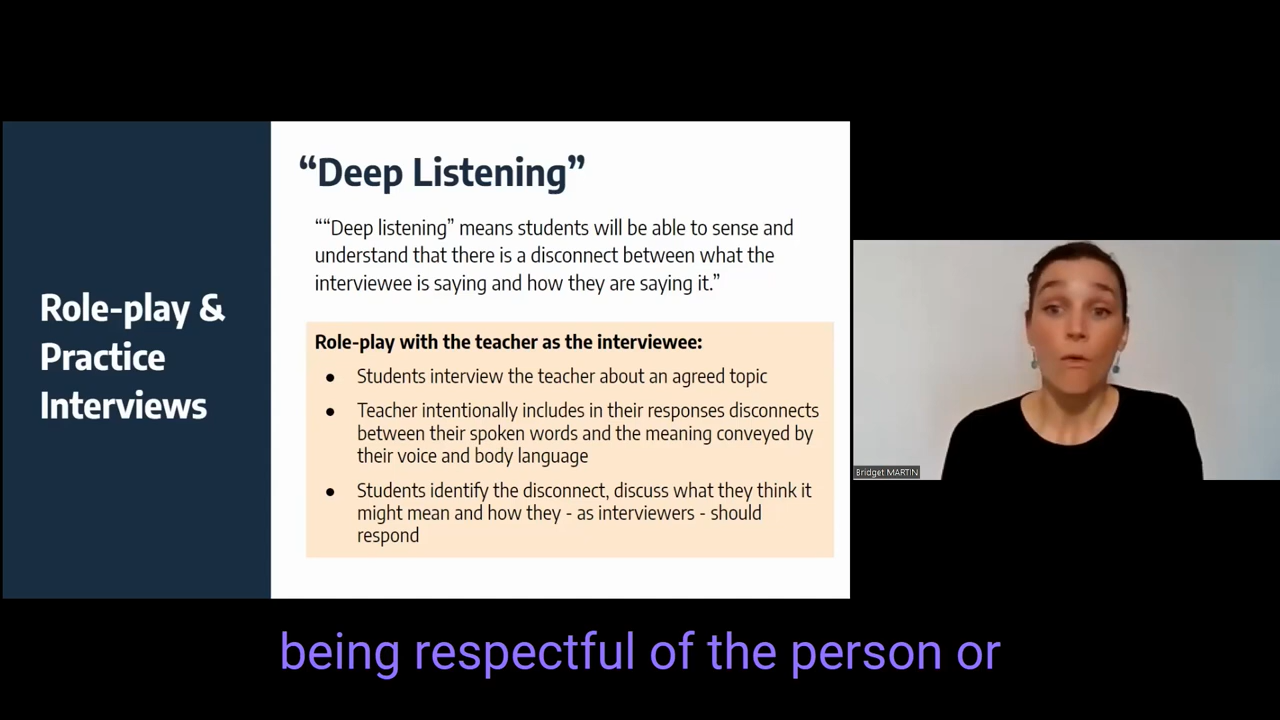 Role-play &
Practice
Interviews
“Deep Listening”
““Deep listening” means students will be able to sense and
understand that there is a disconnect between what the
interviewee is saying and how they are saying it.”
Role-play with the teacher as the interviewee:
● Students interview the teacher about an agreed topic
● Teacher intentionally includes in their responses disconnects
between their spoken words and the meaning conveyed by
their voice and body language
● Students identify the disconnect, discuss what they think it
might mean and how they - as interviewers - should
respond
Bridget MARTIN
being respectful of the person or